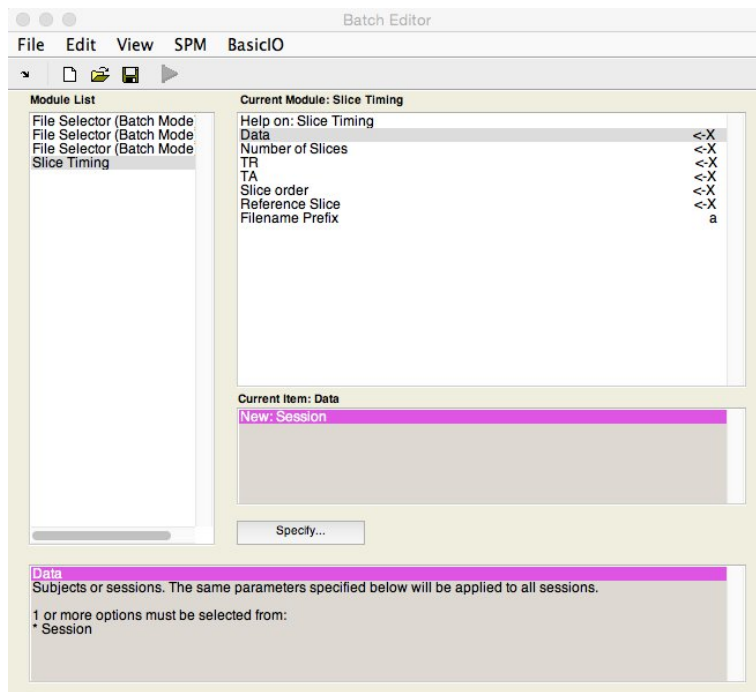 Batch Editor
File Edit View SPM BasicIO
Module List
File Selector (Batch Mode
File Selector (Batch Mode
File Selector (Batch Mode
Slice Timing
Current Module: Slice Timing
Help on: Slice Timing
Data <-X
Number of Slices <-X
TR <-X
TA <-X
Slice order <-X
Reference Slice <-X
Filename Prefix a
Current Item: Data
New: Session
Specify...
Data
Subjects or sessions. The same parameters specified below will be applied to all sessions.
1 or more options must be selected from:
* Session